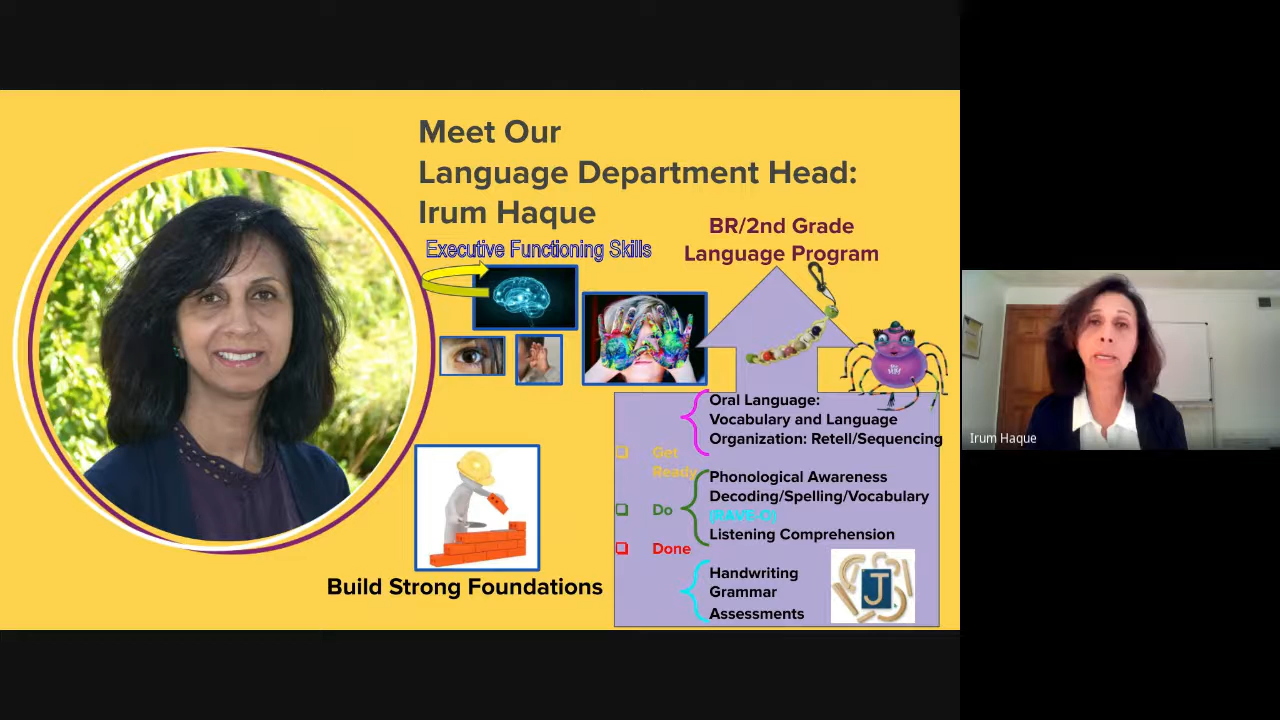 Meet Our
Language Department Head:
Irum Haque
Executive Functioning Skills
BR/2nd Grade
Language Program
Oral Language:
Vocabulary and Language
Organization: Retell/Sequencing
❑ Get
Ready
Phonological Awareness
Decoding/Spelling/Vocabulary
❑ Do
(RAVE-O)
Listening Comprehension
❑ Done
Handwriting
Grammar
Assessments
J
Build Strong Foundations
Irum Haque